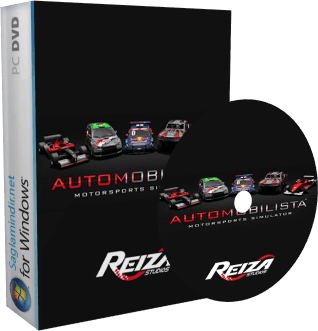 PC DVD
Saglamindir.net
for Windows®
AUTOMOBILISTA
MOTORSPORTS SIMULATOR
REIZA
STUDIOS
AUTOMOBILISTA
MOTORSPORTS SIMULATOR
REIZA
STUDIOS